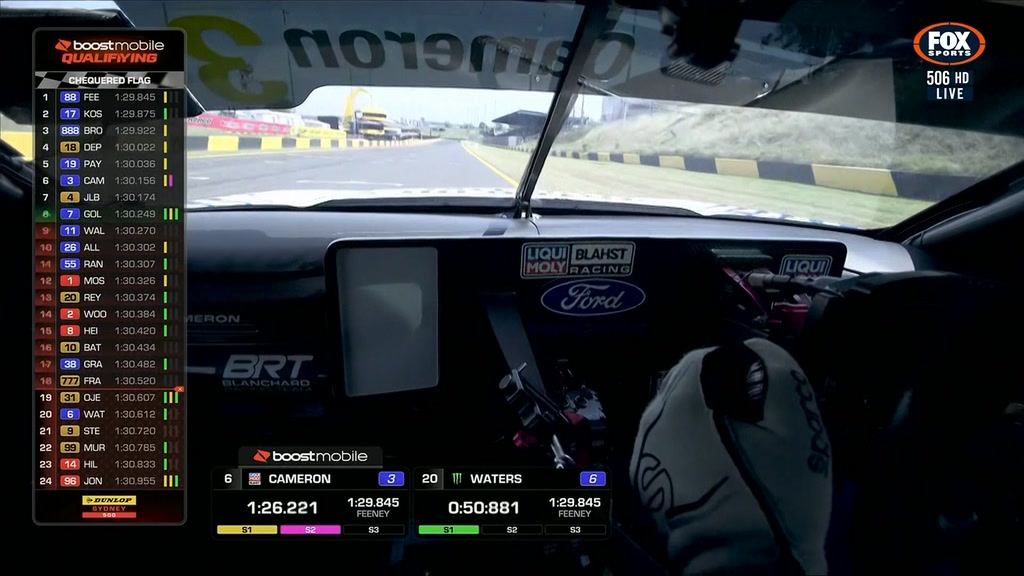 Cameron 3
FOX
SPORTS
506 HD
LIVE
boostmobile
QUALIFIYING
CHEQUERED FLAG
1 88 FEE 1:29.845
2 17 KOS 1:29.875
3 888 BRO 1:29.922
4 18 DEP 1:30.022
5 19 PAY 1:30.036
6 3 CAM 1:30.156
7 4 JLB 1:30.174
8 7 GOL 1:30.249
9 11 WAL 1:30.270
10 26 ALL 1:30.302
55 RAN 1:30.307
12 1 MOS 1:30.326
13 20 REY 1:30.374
14 2 WOO 1:30.384
15 8 HEI 1:30.420
16 10 BAT 1:30.434
17 38 GRA 1:30.482
18 777 FRA 1:30.520
19 31 OJE 1:30.607
20 6 WAT 1:30.612
21 9 STE 1:30.720
22 99 MUR 1:30.785
23 14 HIL 1:30.833
24 96 JON 1:30.955
DUNLOP
SYDNEY
500
LIQUI
MOLY
BLAHST
RACING
LIQUI
Ford
CAMERON
BRT
BLANCHARD
sparco
boostmobile
6 CAMERON 3
1:26.221 1:29.845
FEENEY
S1 S2 S3
20 WATERS 6
0:50:881 1:29.845
FEENEY
S1 S2 S3